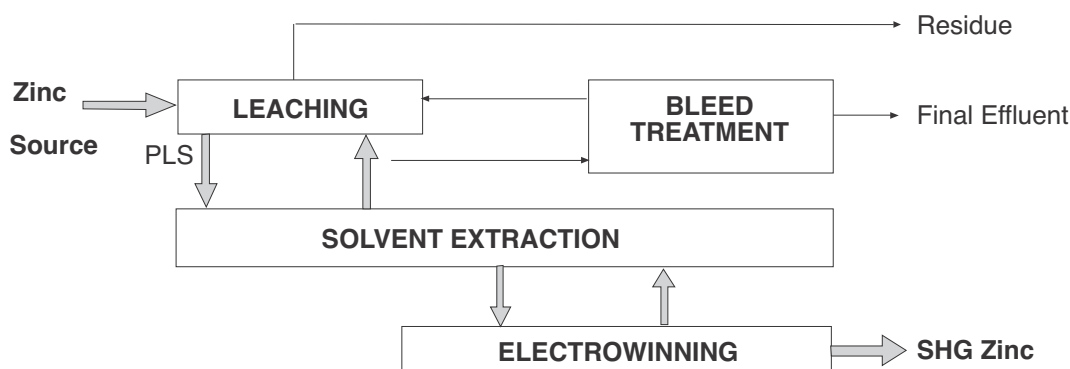 Residue
Zinc
Source
LEACHING
BLEED
TREATMENT
Final Effluent
PLS
SOLVENT EXTRACTION
ELECTROWINNING
SHG Zinc